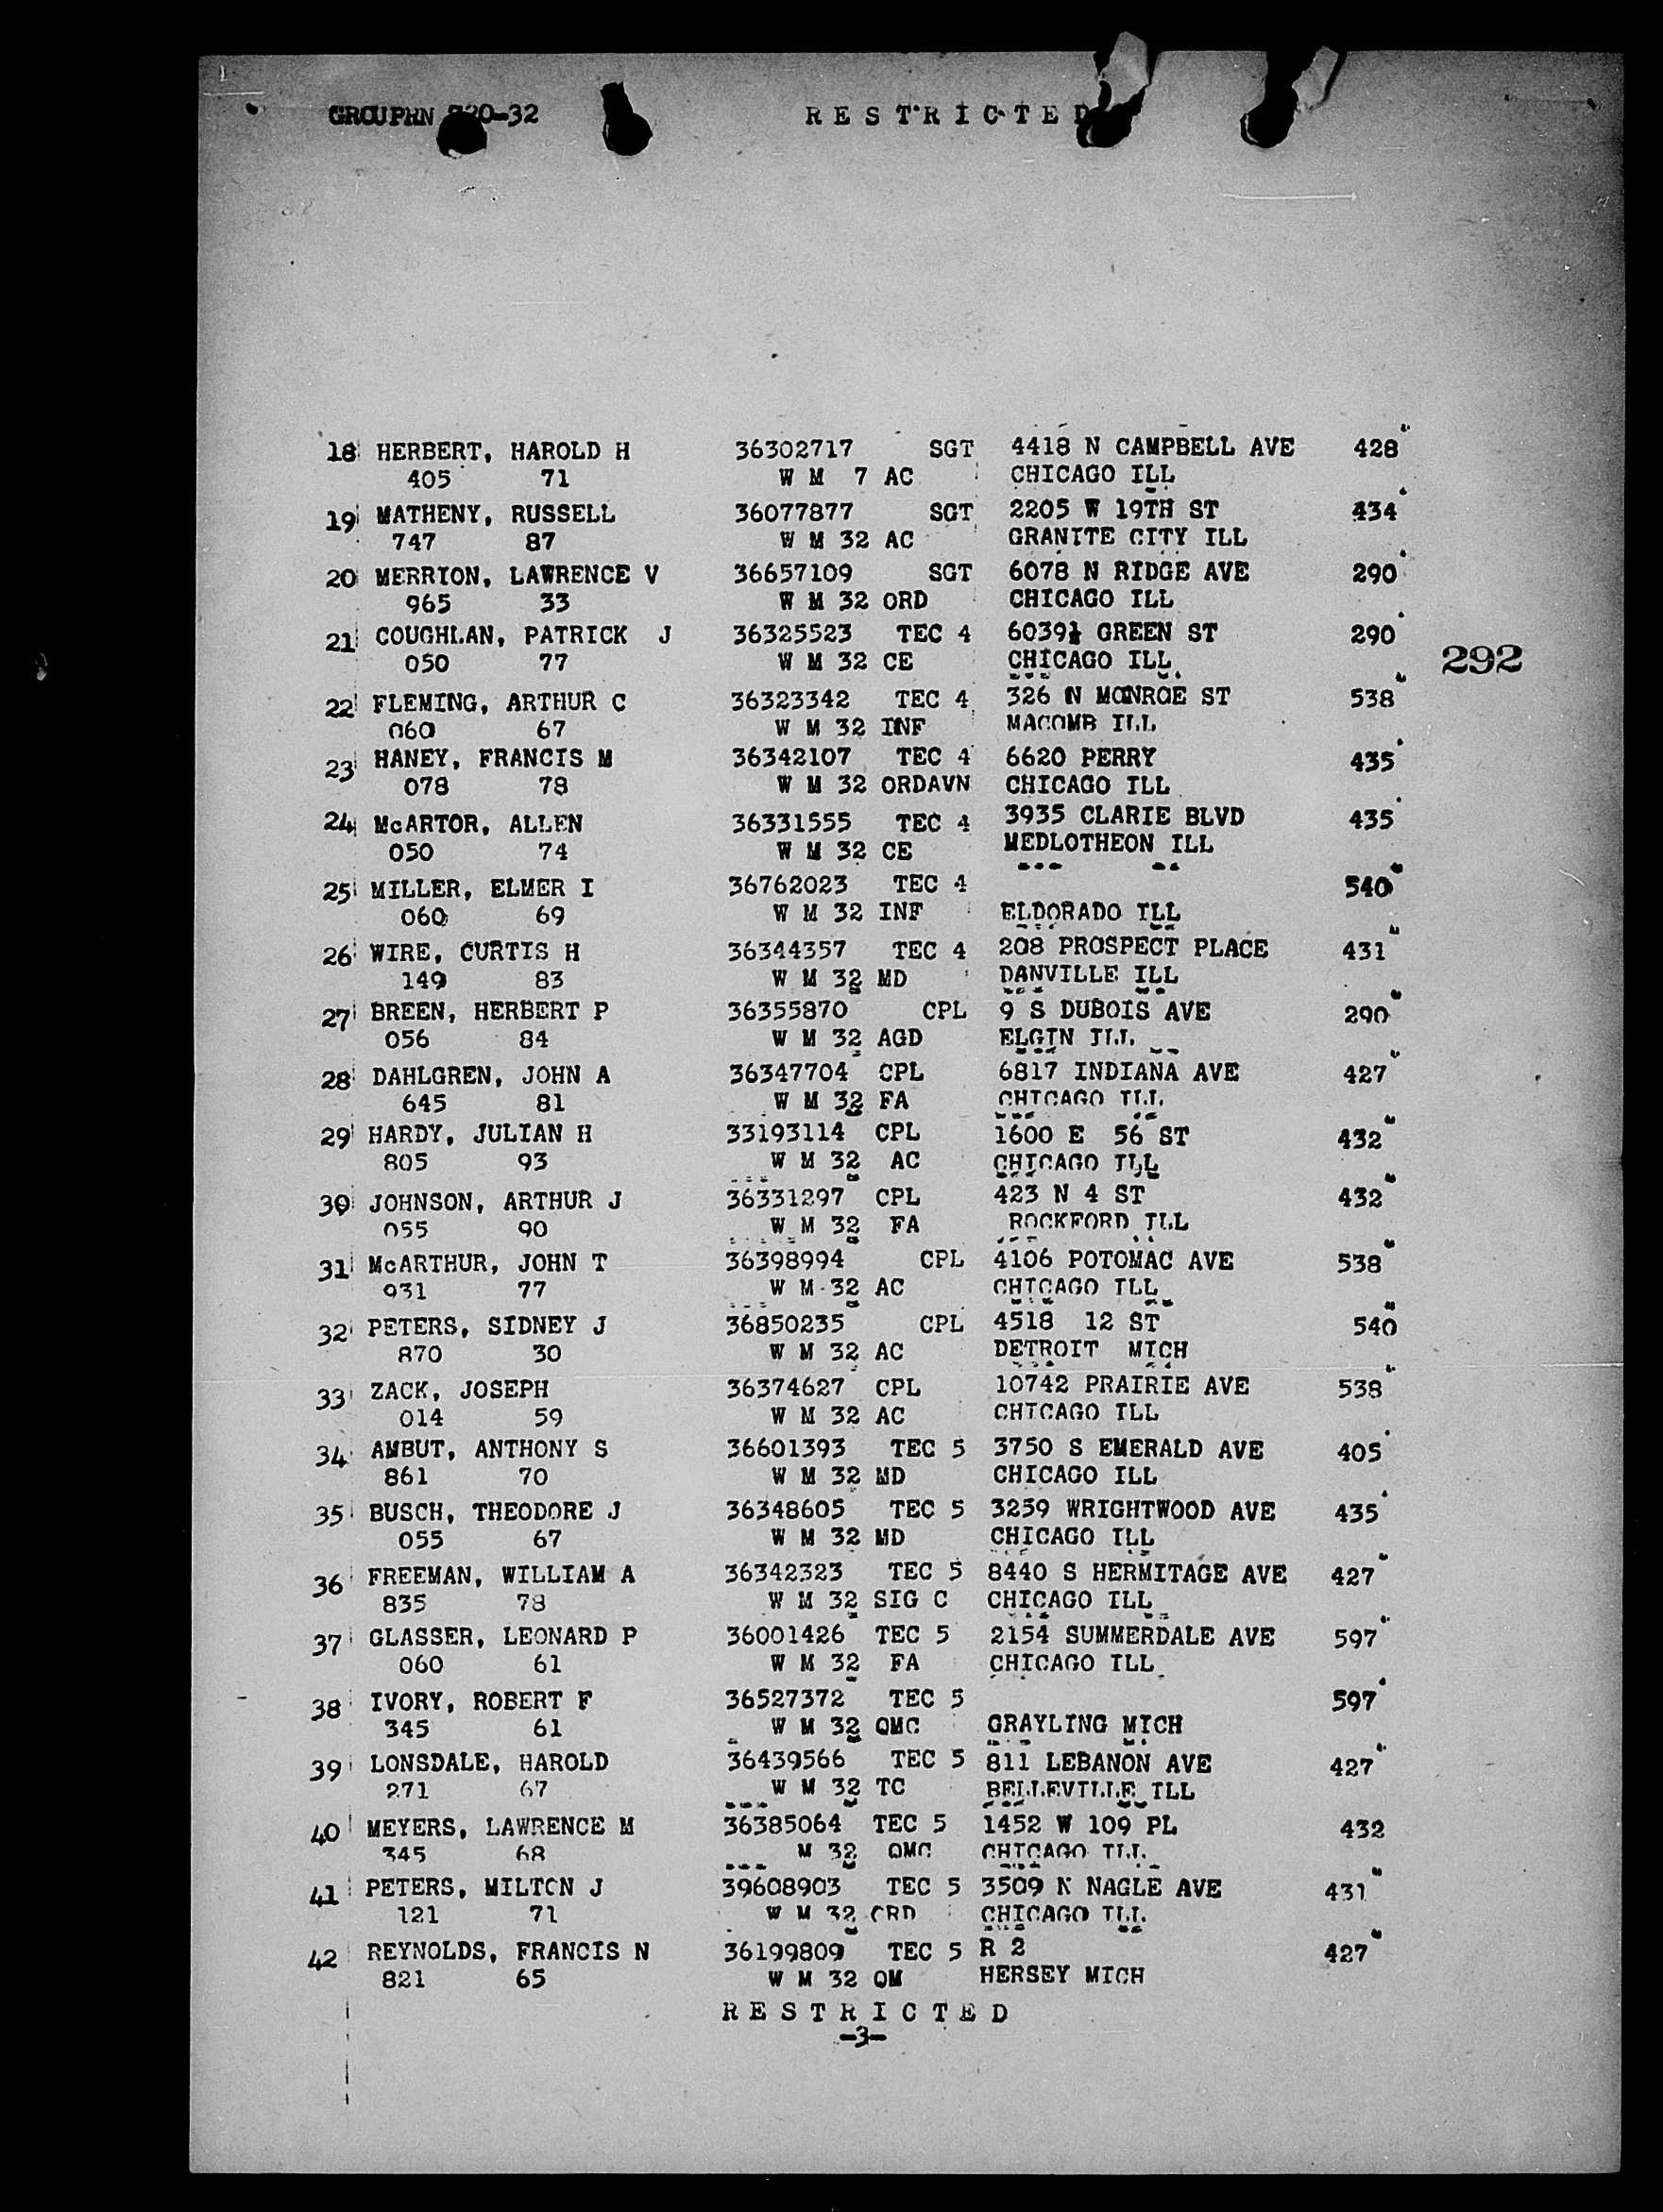 GROUPHN 20-32 RESTRICTED
18 HERBERT, HAROLD H 36302717 SGT 4418 N CAMPBELL AVE 428
405 71 W M 7 AC CHICAGO ILL
19 MATHENY, RUSSELL 36077877 SGT 2205 W 19TH ST 434
747 87 W M 32 AC GRANITE CITY ILL
20 MERRION, LAWRENCE V 36657109 SGT 6078 N RIDGE AVE 290
965 33 W M 32 ORD CHICAGO ILL
21 COUGHLAN, PATRICK J 36325523 TEC 4 6039½ GREEN ST 290
050 77 W M 32 CE CHICAGO ILL 292
22 FLEMING, ARTHUR C 36323342 TEC 4 326 N MONROE ST 538
060 67 W M 32 INF MACOMB ILL
23 HANEY, FRANCIS M 36342107 TEC 4 6620 PERRY 435
078 78 W M 32 ORDAVN CHICAGO ILL
24 McARTOR, ALLEN 36331555 TEC 4 3935 CLARIE BLVD 435
050 74 W M 32 CE MEDLOTHEON ILL
25 MILLER, ELMER I 36762023 TEC 4 540
060 69 W M 32 INF ELDORADO ILL
26 WIRE, CURTIS H 36344357 TEC 4 208 PROSPECT PLACE 431
149 83 W M 32 MD DANVILLE ILL
27 BREEN, HERBERT P 36355870 CPL 9 S DUBOIS AVE 290
056 84 W M 32 AGD ELGIN ILL
28 DAHLGREN, JOHN A 36347704 CPL 6817 INDIANA AVE 427
645 81 W M 32 FA CHICAGO ILL
29 HARDY, JULIAN H 33193114 CPL 1600 E 56 ST 432
805 93 W M 32 AC CHICAGO ILL
30 JOHNSON, ARTHUR J 36331297 CPL 423 N 4 ST 432
055 90 W M 32 FA ROCKFORD ILL
31 McARTHUR, JOHN T 36398994 CPL 4106 POTOMAC AVE 538
931 77 W M 32 AC CHICAGO ILL
32 PETERS, SIDNEY J 36850235 CPL 4518 12 ST 540
870 30 W M 32 AC DETROIT MICH
33 ZACK, JOSEPH 36374627 CPL 10742 PRAIRIE AVE 538
014 59 W M 32 AC CHICAGO ILL
34 AMBUT, ANTHONY S 36601393 TEC 5 3750 S EMERALD AVE 405
861 70 W M 32 MD CHICAGO ILL
35 BUSCH, THEODORE J 36348605 TEC 5 3259 WRIGHTWOOD AVE 435
055 67 W M 32 MD CHICAGO ILL
36 FREEMAN, WILLIAM A 36342323 TEC 5 8440 S HERMITAGE AVE 427
835 78 W M 32 SIG C CHICAGO ILL
37 GLASSER, LEONARD P 36001426 TEC 5 2154 SUMMERDALE AVE 597
060 61 W M 32 FA CHICAGO ILL
38 IVORY, ROBERT F 36527372 TEC 5 597
345 61 W M 32 QMC GRAYLING MICH
39 LONSDALE, HAROLD 36439566 TEC 5 811 LEBANON AVE 427
271 67 W M 32 TC BELLEVILLE ILL
40 MEYERS, LAWRENCE M 36385064 TEC 5 1452 W 109 PL 432
345 68 M 32 QMC CHICAGO ILL
41 PETERS, MILTON J 39608903 TEC 5 3509 N NAGLE AVE 431
121 71 W M 32 ORD CHICAGO ILL
42 REYNOLDS, FRANCIS N 36199809 TEC 5 R 2 427
821 65 W M 32 QM HERSEY MICH
RESTRICTED
-3-